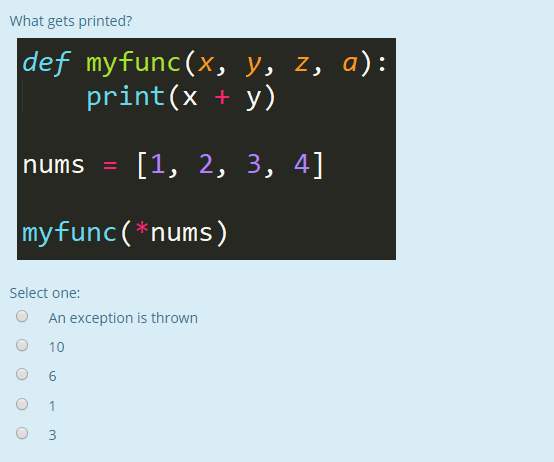 What gets printed?
def myfunc(x, y, z, a):
    print(x + y)
nums = [1, 2, 3, 4]
myfunc(*nums)
Select one:
An exception is thrown
10
6
1
3